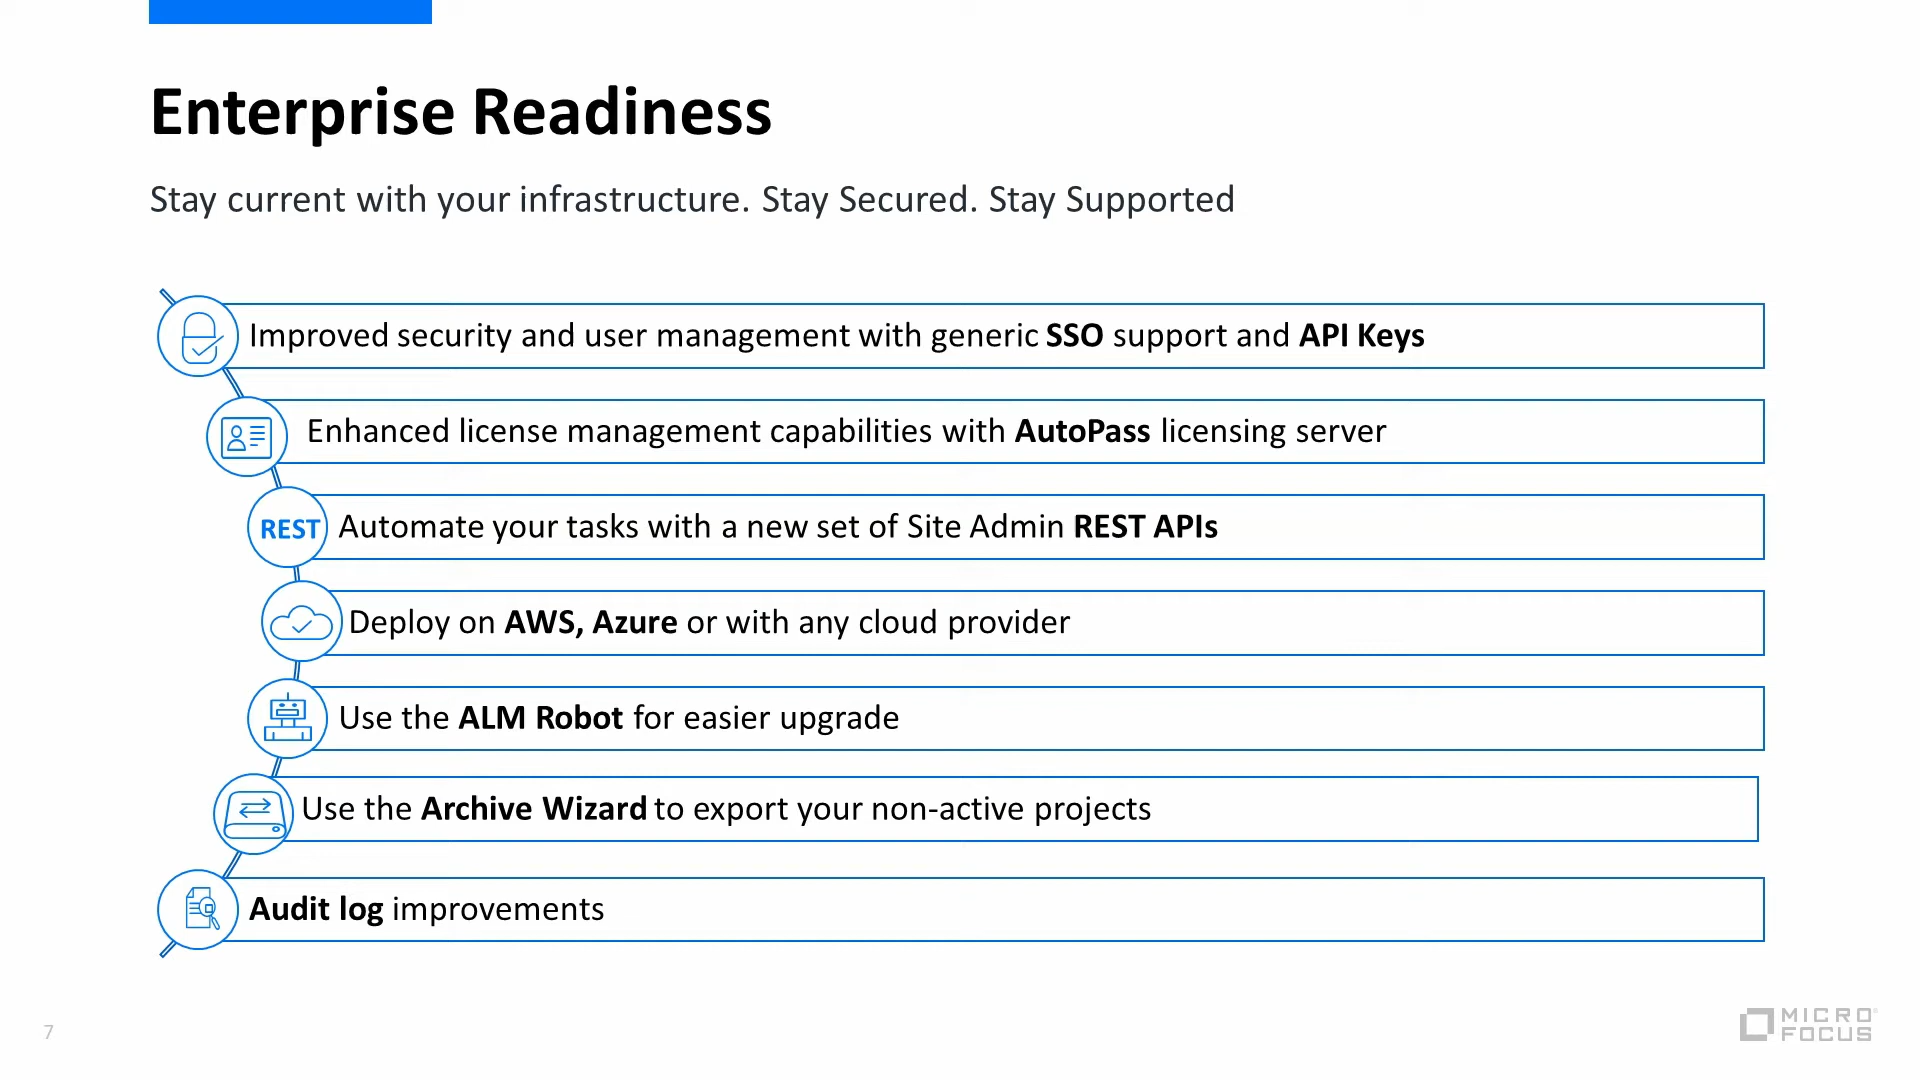 Enterprise Readiness
Stay current with your infrastructure. Stay Secured. Stay Supported
Improved security and user management with generic SSO support and API Keys
Enhanced license management capabilities with AutoPass licensing server
REST Automate your tasks with a new set of Site Admin REST APIs
Deploy on AWS, Azure or with any cloud provider
Use the ALM Robot for easier upgrade
Use the Archive Wizard to export your non-active projects
Audit log improvements
7
MICRO
FOCUS